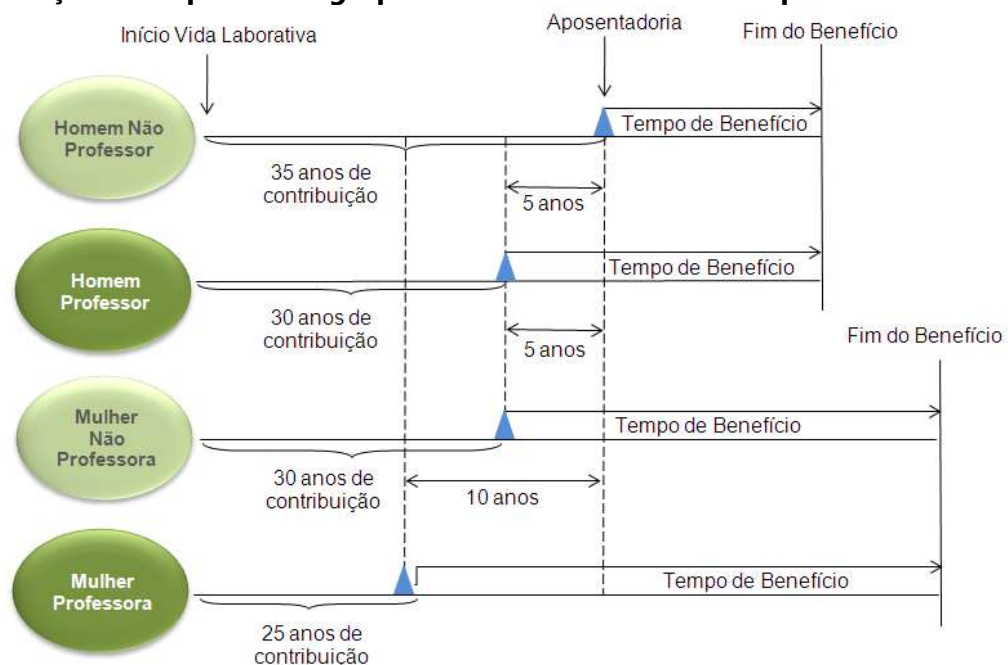 Início Vida Laborativa
Aposentadoria
Fim do Benefício
Homem Não
Professor
Tempo de Benefício
35 anos de
contribuição
5 anos
Homem
Professor
Tempo de Benefício
30 anos de
contribuição
5 anos
Fim do Benefício
Mulher
Não
Professora
Tempo de Benefício
30 anos de
contribuição
10 anos
Mulher
Professora
Tempo de Benefício
25 anos de
contribuição